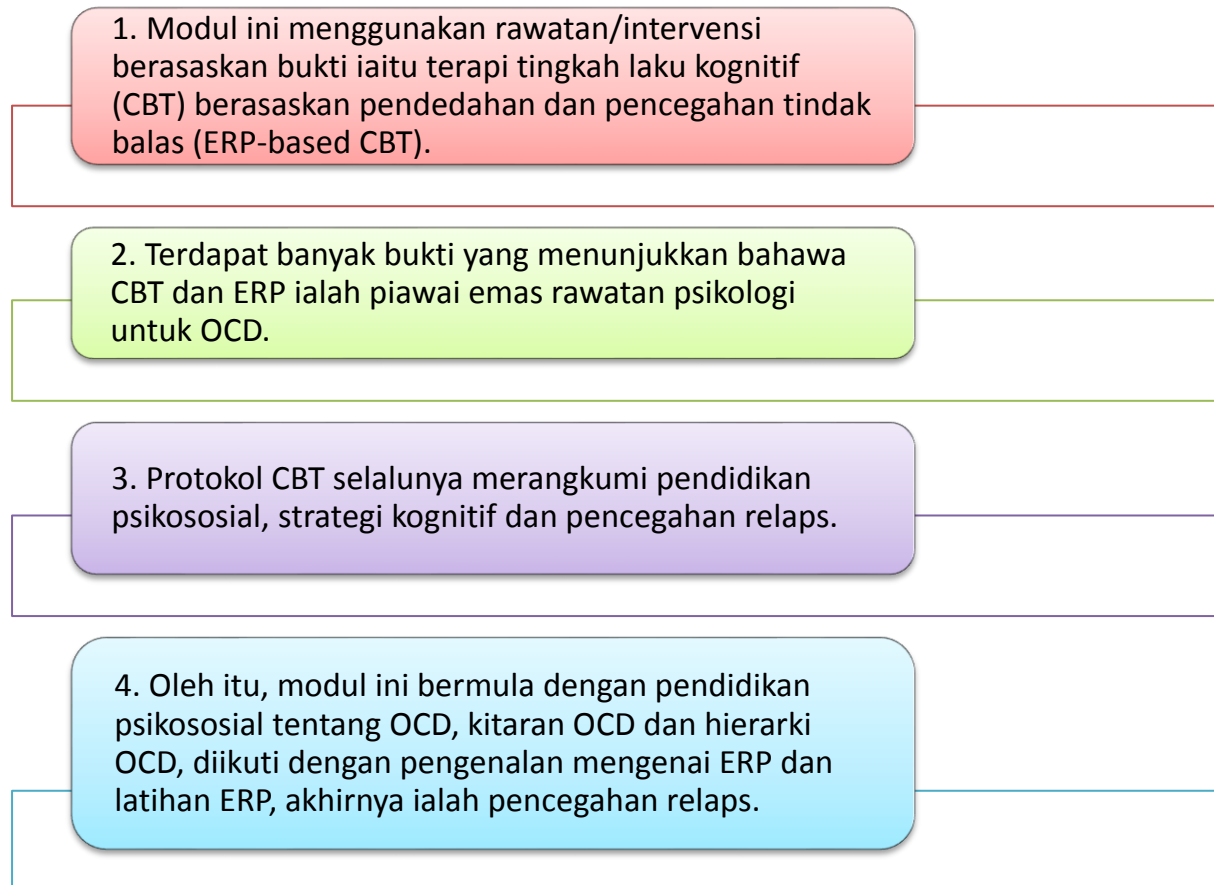 1. Modul ini menggunakan rawatan/intervensi
berasaskan bukti iaitu terapi tingkah laku kognitif
(CBT) berasaskan pendedahan dan pencegahan tindak
balas (ERP-based CBT).
2. Terdapat banyak bukti yang menunjukkan bahawa
CBT dan ERP ialah piawai emas rawatan psikologi
untuk OCD.
3. Protokol CBT selalunya merangkumi pendidikan
psikososial, strategi kognitif dan pencegahan relaps.
4. Oleh itu, modul ini bermula dengan pendidikan
psikososial tentang OCD, kitaran OCD dan hierarki
OCD, diikuti dengan pengenalan mengenai ERP dan
latihan ERP, akhirnya ialah pencegahan relaps.